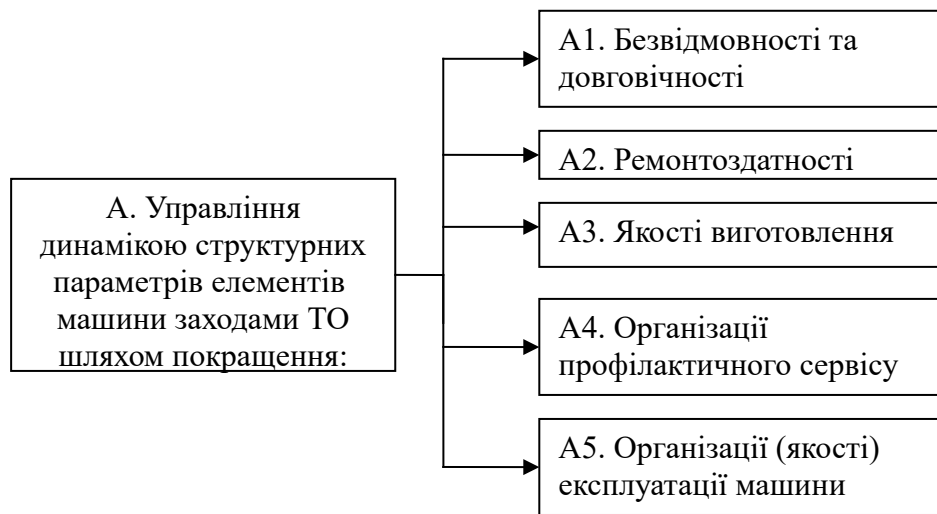 А. Управління
динамікою структурних
параметрів елементів
машини заходами ТО
шляхом покращення:
А1. Безвідмовності та
довговічності
А2. Ремонтоздатності
А3. Якості виготовлення
А4. Організації
профілактичного сервісу
А5. Організації (якості)
експлуатації машини